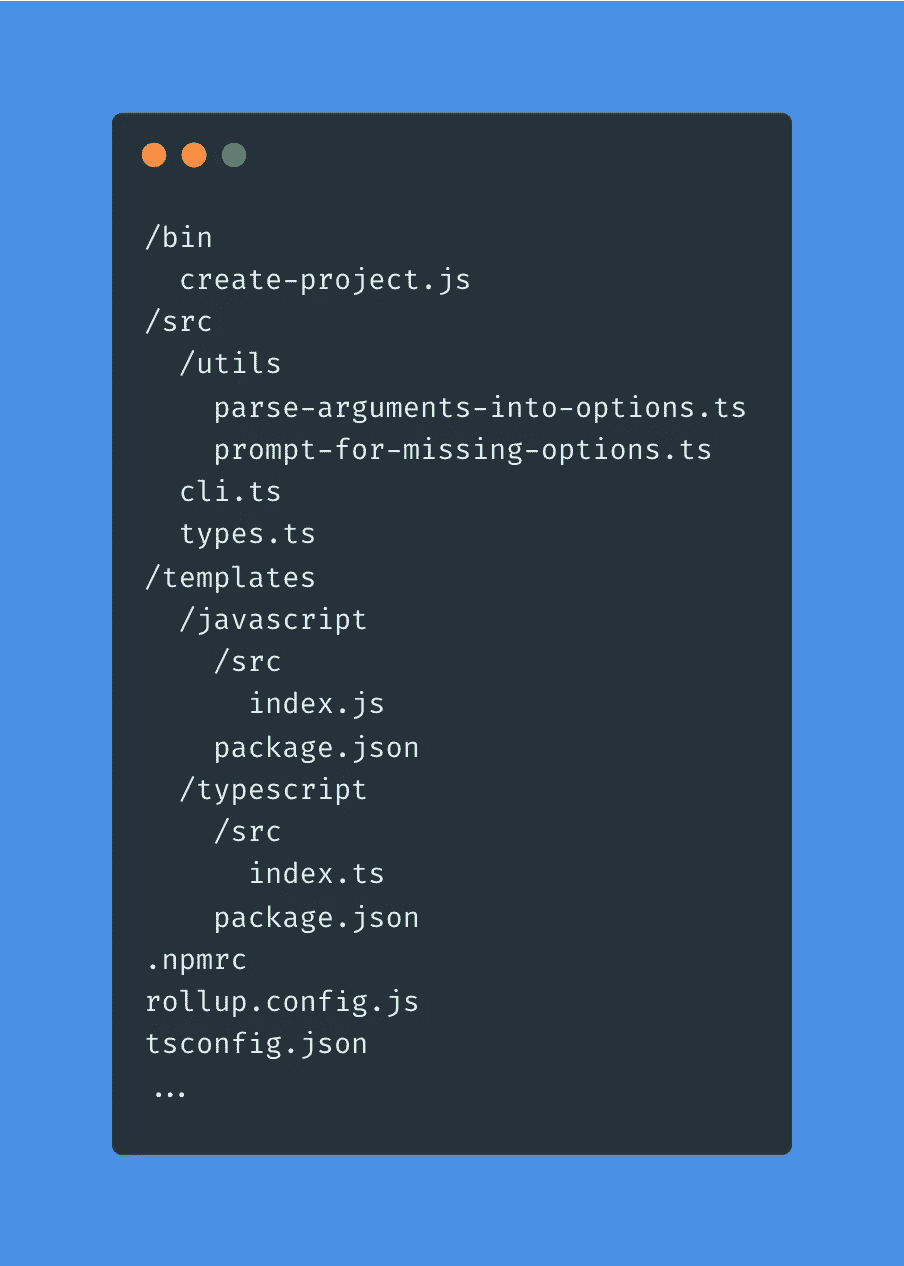 /bin
  create-project.js
/src
  /utils
    parse-arguments-into-options.ts
    prompt-for-missing-options.ts
  cli.ts
  types.ts
/templates
  /javascript
    /src
      index.js
    package.json
  /typescript
    /src
      index.ts
    package.json
.npmrc
rollup.config.js
tsconfig.json
...